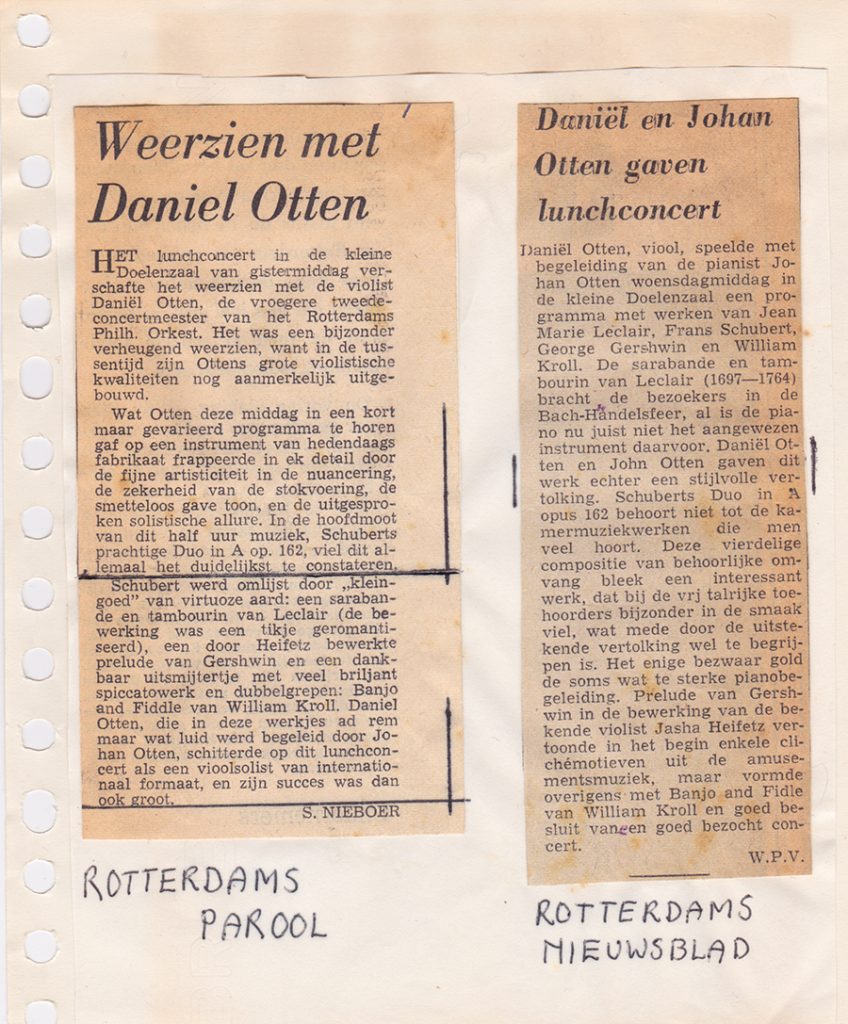 Weerzien met
Daniel Otten
HET lunchconcert in de kleine
Doelenzaal van gistermiddag ver-
schafte het weerzien met de violist
Daniël Otten, de vroegere tweede-
concertmeester van het Rotterdams
Philh. Orkest. Het was een bijzonder
verheugend weerzien, want in de tus-
sentijd zijn Ottens grote violistische
kwaliteiten nog aanmerkelijk uitge-
bouwd.
Wat Otten deze middag in een kort
maar gevarieerd programma te horen
gaf op een instrument van hedendaags
fabrikaat frappeerde in ek detail door
de fijne artisticiteit in de nuancering,
de zekerheid van de stokvoering, de
smetteloos gave toon, en de uitgespro-
ken solistische allure. In de hoofdmoot
van dit half uur muziek, Schuberts
prachtige Duo in A op. 162, viel dit al-
lemaal het duidelijkst te constateren.
Schubert werd omlijst door „klein-
goed” van virtuoze aard: een saraban-
de en tambourin van Leclair (de be-
werking was een tikje geromanti-
seerd), een door Heifetz bewerkte
prelude van Gershwin en een dank-
baar uitsmijtertje met veel briljant
spiccatowerk en dubbelgrepen: Banjo
and Fiddle van William Kroll. Daniel
Otten, die in deze werkjes ad rem
maar wat luid werd begeleid door Jo-
han Otten, schitterde op dit lunchcon-
cert als een vioolsolist van internatio-
naal formaat, en zijn succes was dan
ook groot.
S. NIEBOER
ROTTERDAMS
PAROOL
Daniël en Johan
Otten gaven
lunchconcert
Daniël Otten, viool, speelde met
begeleiding van de pianist Jo-
han Otten woensdagmiddag in
de kleine Doelenzaal een pro-
gramma met werken van Jean
Marie Leclair, Frans Schubert,
George Gershwin en William
Kroll. De sarabande en tam-
bourin van Leclair (1697—1764)
bracht de bezoekers in de
Bach-Händelsfeer, al is de pia-
no nu juist niet het aangewezen
instrument daarvoor. Daniël Ot-
ten en John Otten gaven dit
werk echter een stijlvolle ver-
tolking. Schuberts Duo in A
opus 162 behoort niet tot de ka-
mermuziekwerken die men
veel hoort. Deze vierdelige
compositie van behoorlijke om-
vang bleek een interessant
werk, dat bij de vrj talrijke toe-
hoorders bijzonder in de smaak
viel, wat mede door de uitste-
kende vertolking wel te begrij-
pen is. Het enige bezwaar gold
de soms wat te sterke pianobe-
geleiding. Prelude van Gersh-
win in de bewerking van de be-
kende violist Jasha Heifetz ver-
toonde in het begin enkele cli-
chémotieven uit de amuse-
mentsmuziek, maar vormde
overigens met Banjo and Fidle
van William Kroll en goed be-
sluit van een goed bezocht con-
cert.
W.P.V.
ROTTERDAMS
NIEUWSBLAD